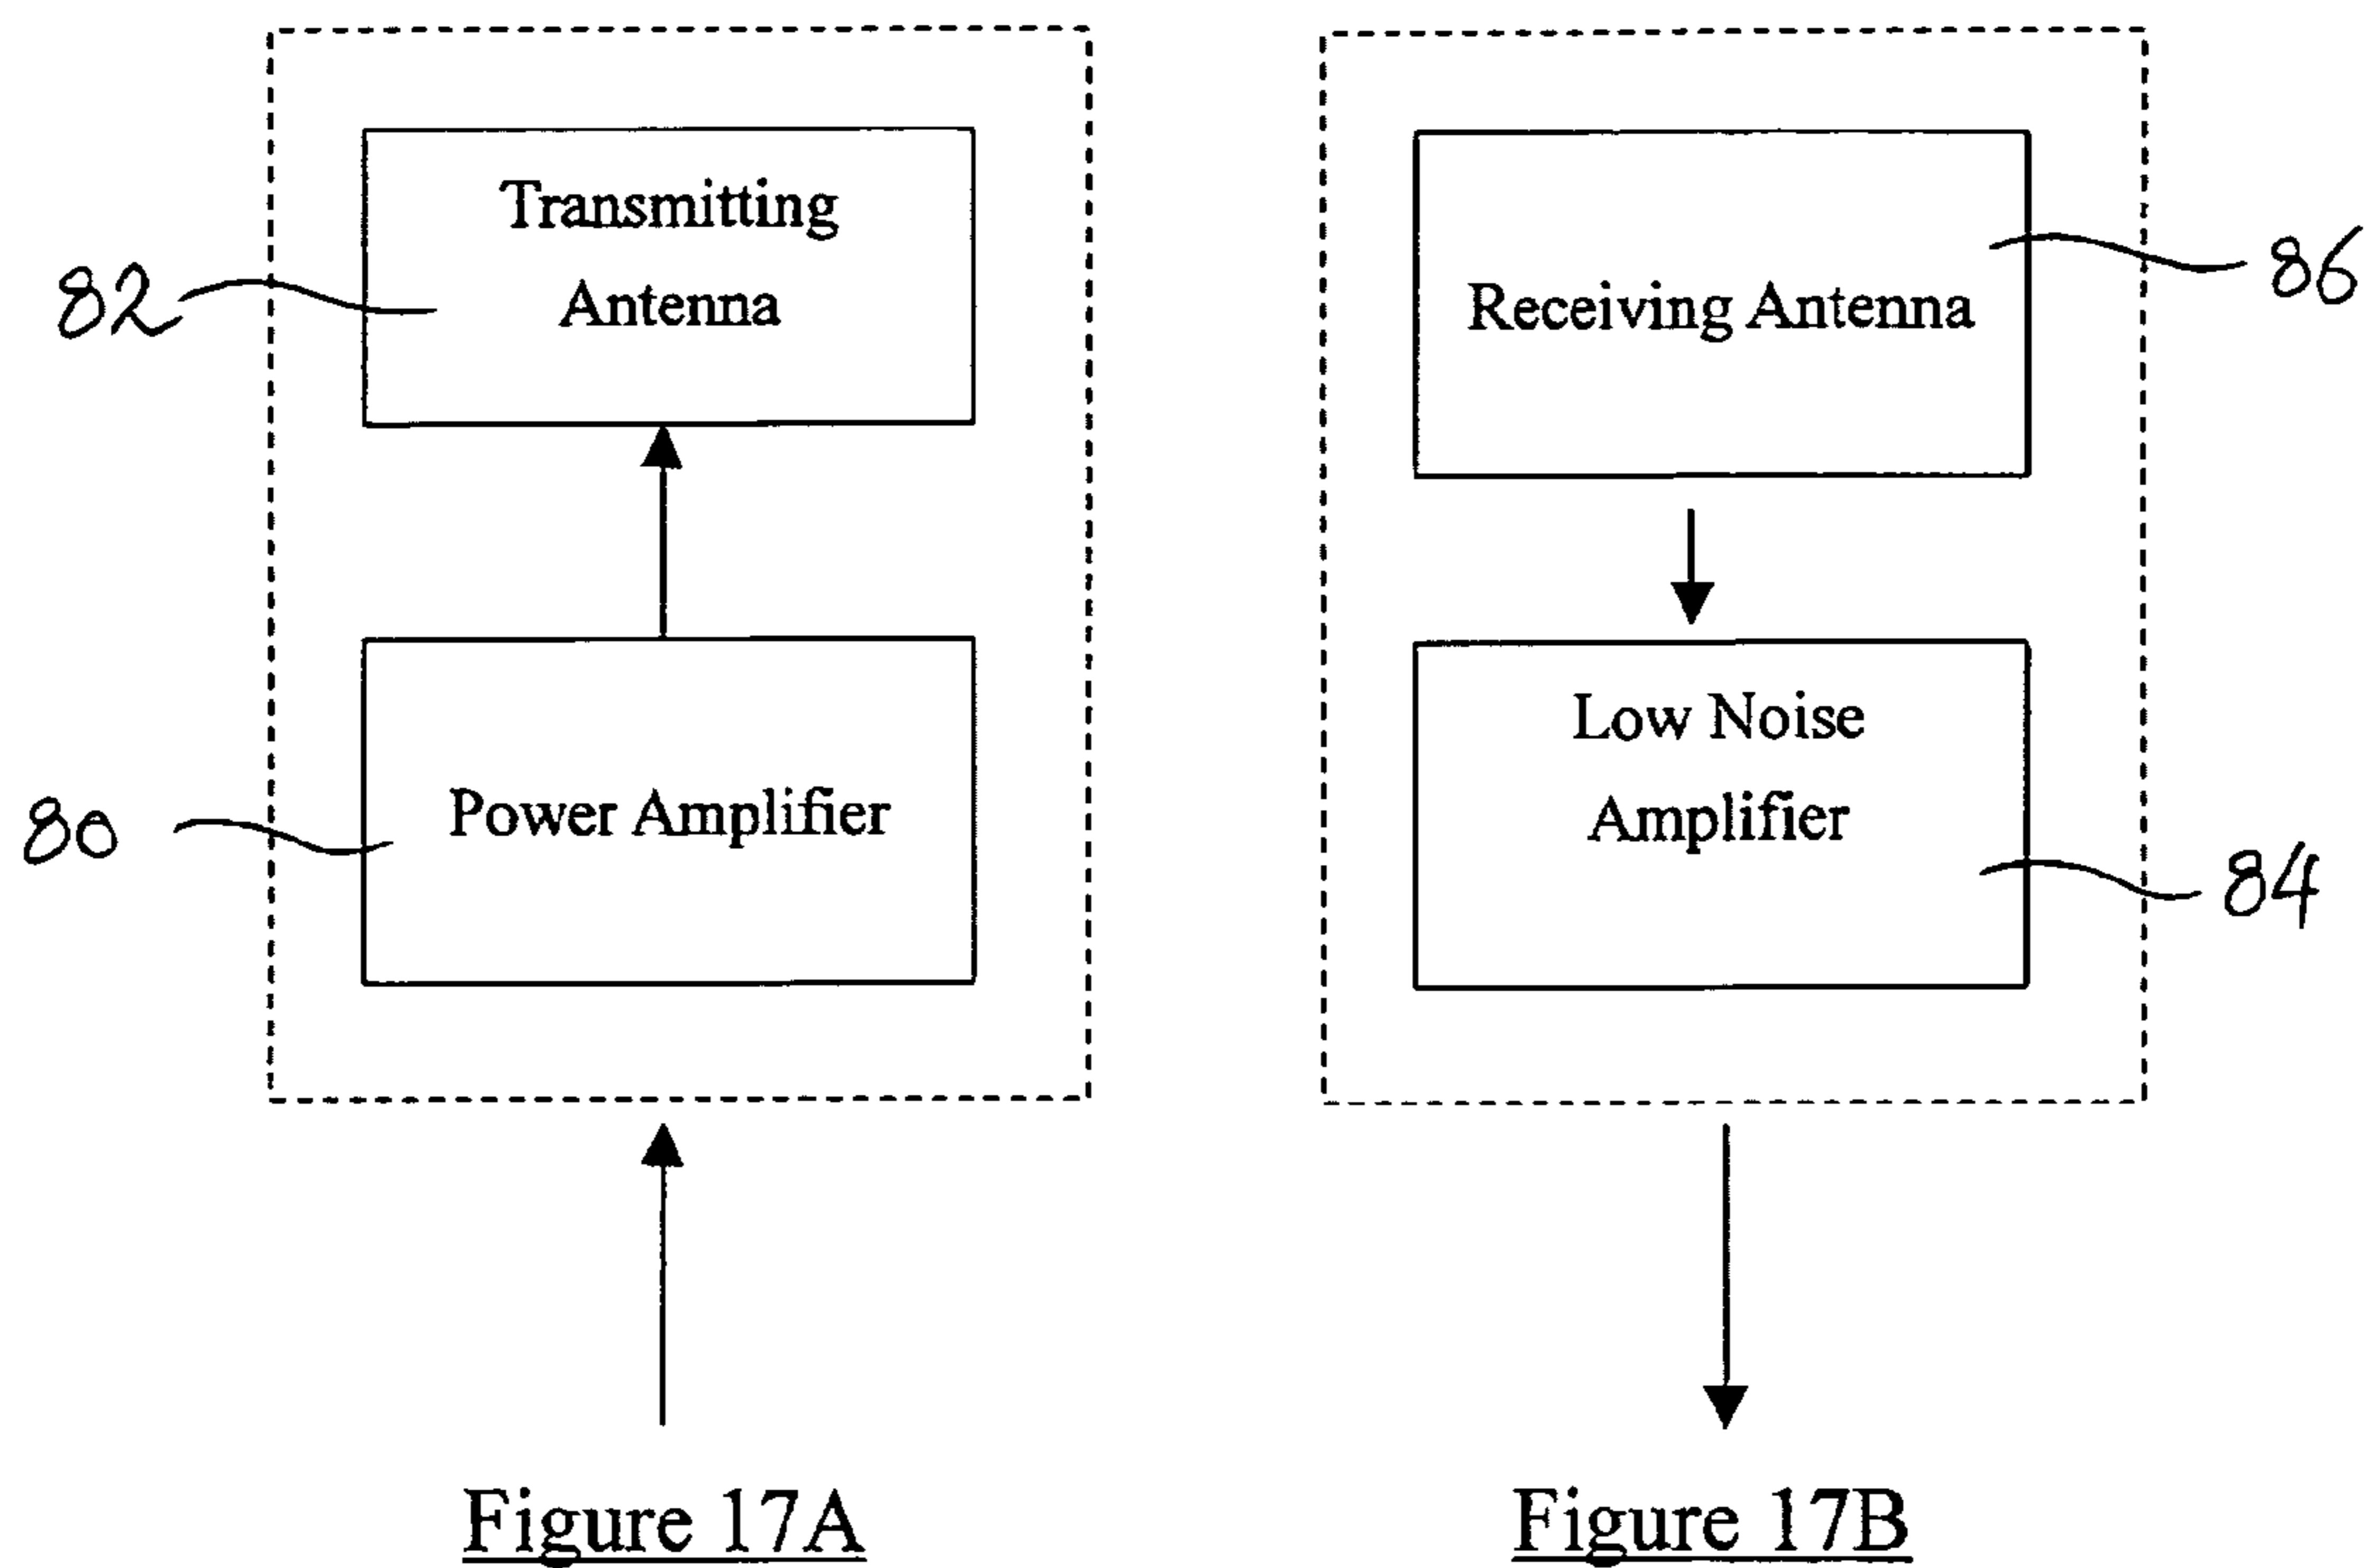 Transmitting
Antenna
82
Power Amplifier
80
Figure 17A
Receiving Antenna
86
Low Noise
Amplifier
84
Figure 17B